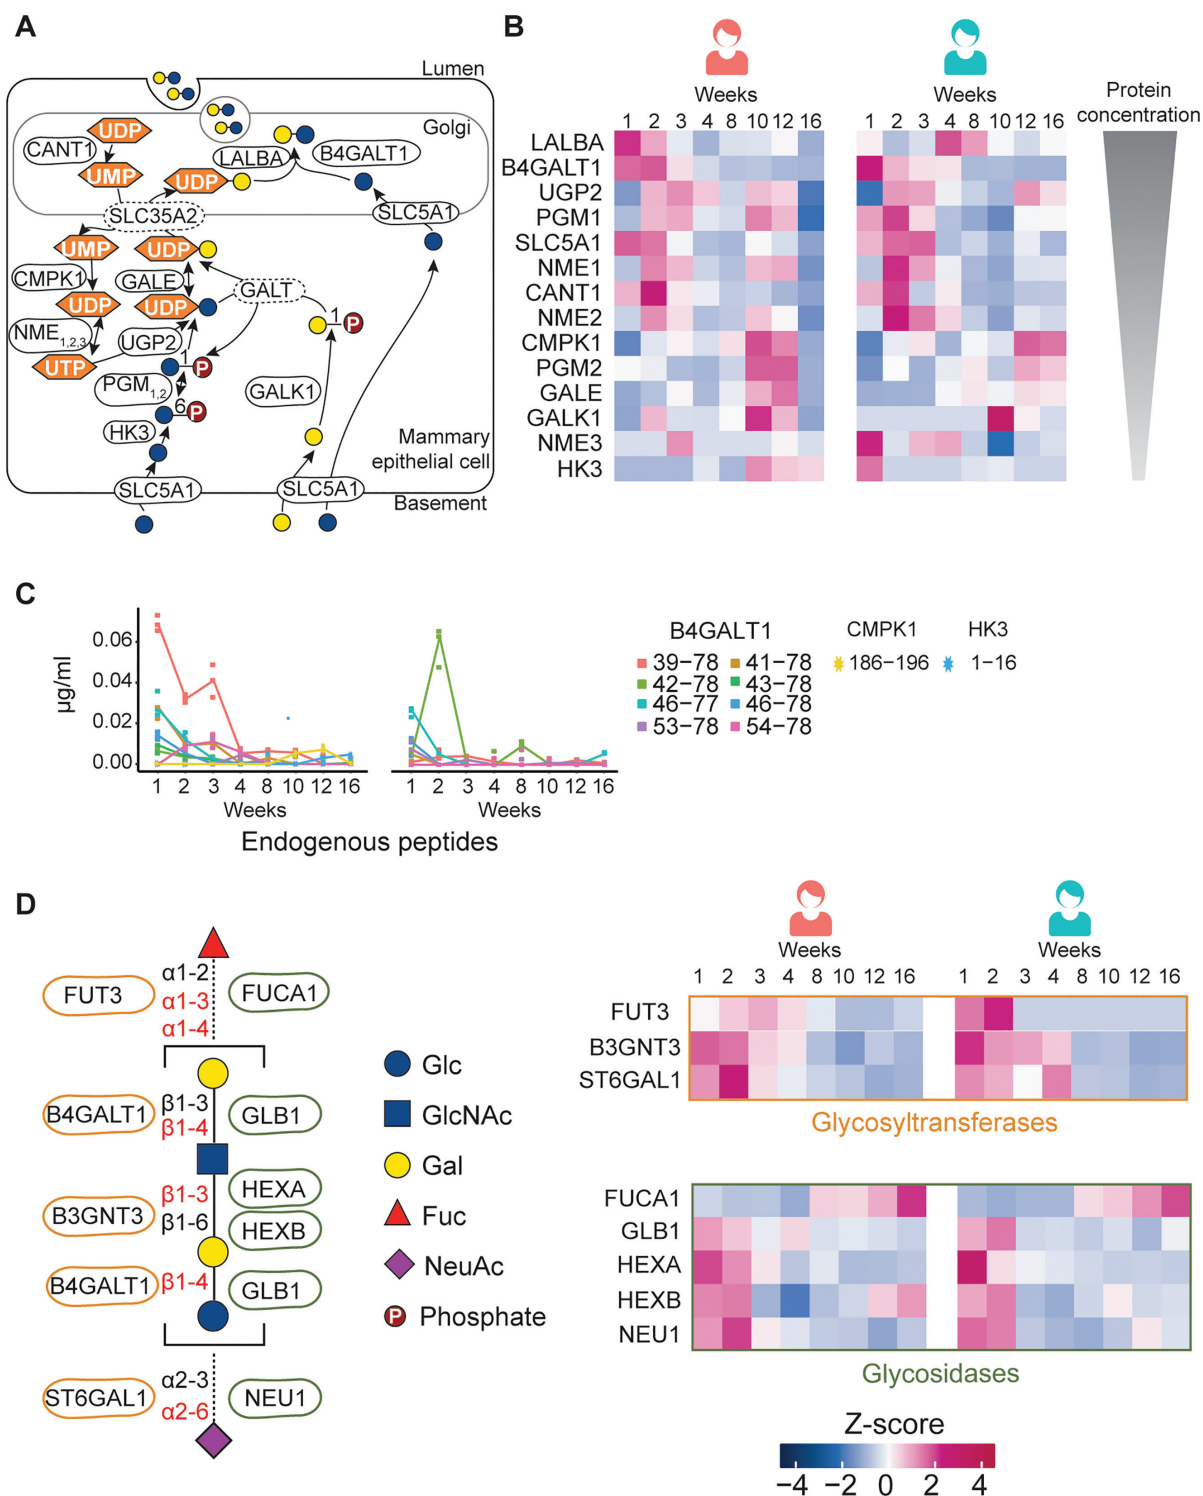 A
Lumen
Golgi
UDP
CANT1
UMP
UDP
LALBA
B4GALT1
SLC35A2
SLC5A1
UMP
UDP
CMPK1
GALE
GALT
UDP
UDP
1
P
NME1,2,3
UGP2
UTP
1
P
PGM1,2
GALK1
6
P
HK3
Mammary
epithelial cell
SLC5A1
SLC5A1
Basement
B
Weeks
Weeks
Protein
concentration
1 2 3 4 8 10 12 16
1 2 3 4 8 10 12 16
LALBA
B4GALT1
UGP2
PGM1
SLC5A1
NME1
CANT1
NME2
CMPK1
PGM2
GALE
GALK1
NME3
HK3
C
µg/ml
0.06
0.04
0.02
0.00
1 2 3 4 8 10 12 16
Weeks
1 2 3 4 8 10 12 16
Weeks
Endogenous peptides
B4GALT1
39−78
41−78
42−78
43−78
46−77
46−78
53−78
54−78
CMPK1
186−196
HK3
1−16
D
FUT3
α1-2
α1-3
α1-4
FUCA1
B4GALT1
β1-3
β1-4
GLB1
B3GNT3
β1-3
β1-6
HEXA
HEXB
B4GALT1
β1-4
GLB1
ST6GAL1
α2-3
α2-6
NEU1
Glc
GlcNAc
Gal
Fuc
NeuAc
P Phosphate
Weeks
Weeks
1 2 3 4 8 10 12 16
1 2 3 4 8 10 12 16
FUT3
B3GNT3
ST6GAL1
Glycosyltransferases
FUCA1
GLB1
HEXA
HEXB
NEU1
Glycosidases
Z-score
−4 −2 0 2 4